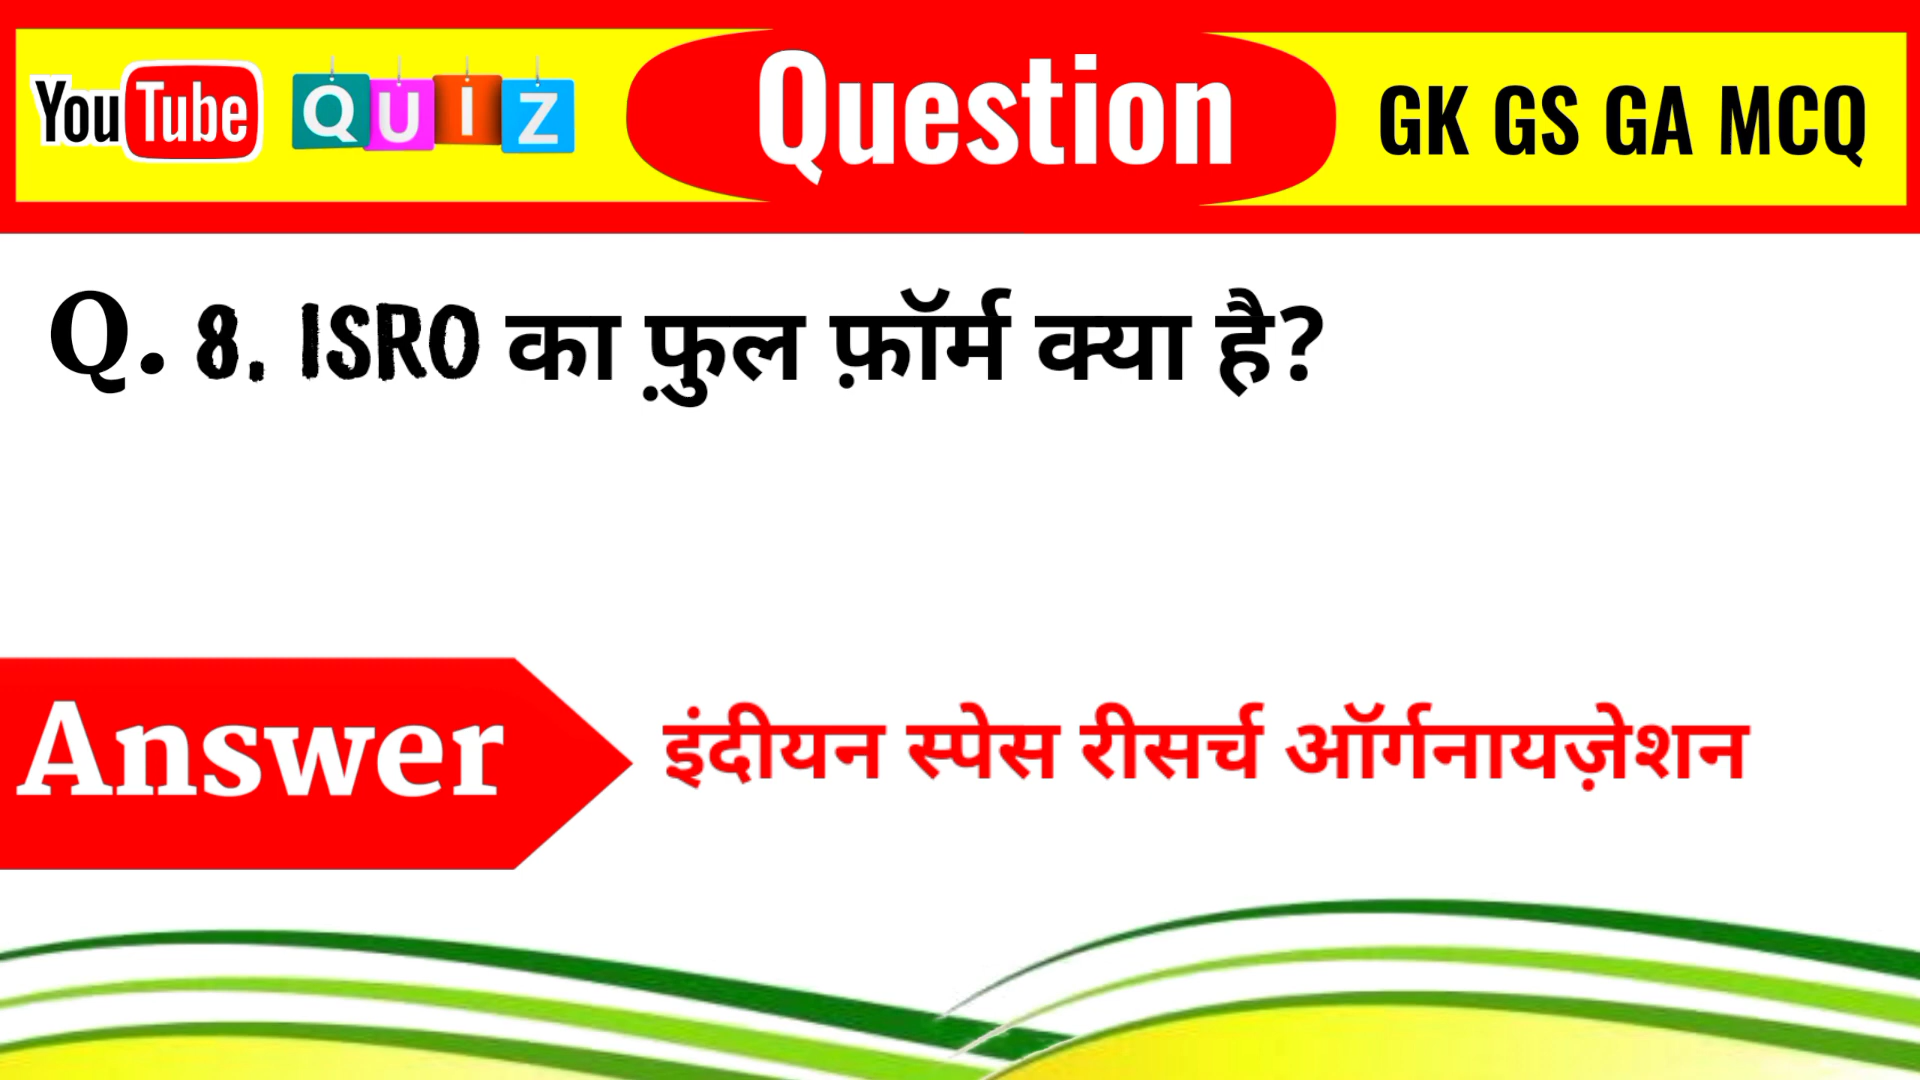 YouTube QUIZ Question GK GS GA MCQ
Q. 8. ISRO का फ़ुल फ़ॉर्म क्या है?
Answer इंदीयन स्पेस रीसर्च ऑर्गनायज़ेशन